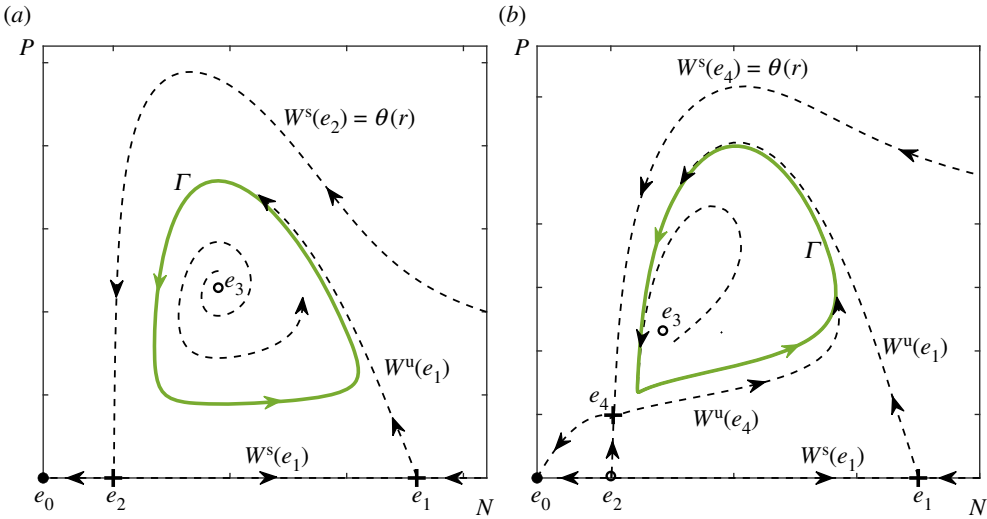 (a)
P
W^s(e_2) = θ(r)
Γ
e_3
W^u(e_1)
W^s(e_1)
e_0
e_2
e_1
N
(b)
P
W^s(e_4) = θ(r)
Γ
e_3
W^u(e_1)
e_4
W^u(e_4)
W^s(e_1)
e_0
e_2
e_1
N